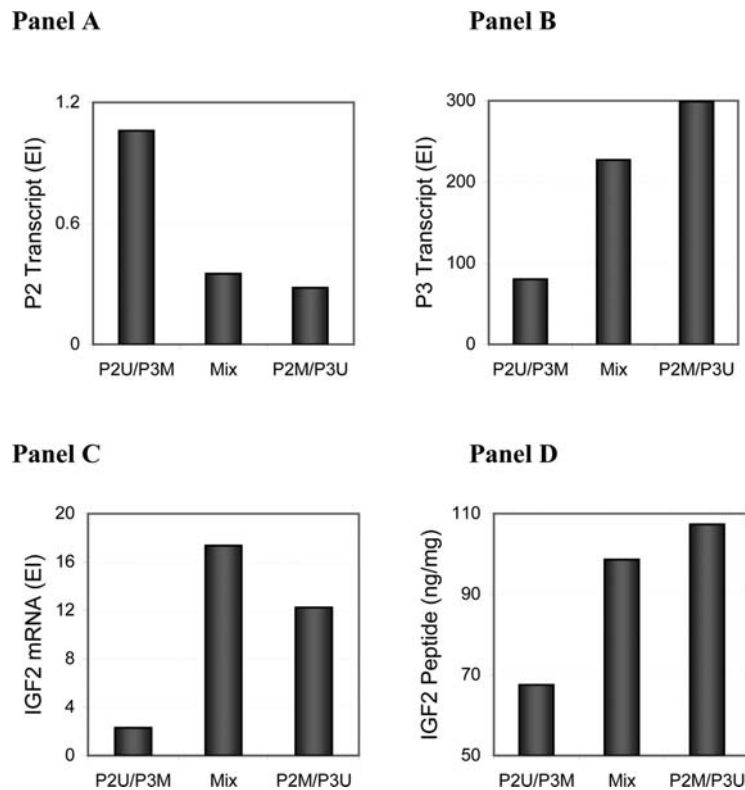 Panel A
Panel B
P2 Transcript (EI)
1.2
0.6
0
P2U/P3M Mix P2M/P3U
P3 Transcript (EI)
300
200
100
0
P2U/P3M Mix P2M/P3U
Panel C
Panel D
IGF2 mRNA (EI)
20
16
12
8
4
0
P2U/P3M Mix P2M/P3U
IGF2 Peptide (ng/mg)
110
90
70
50
P2U/P3M Mix P2M/P3U